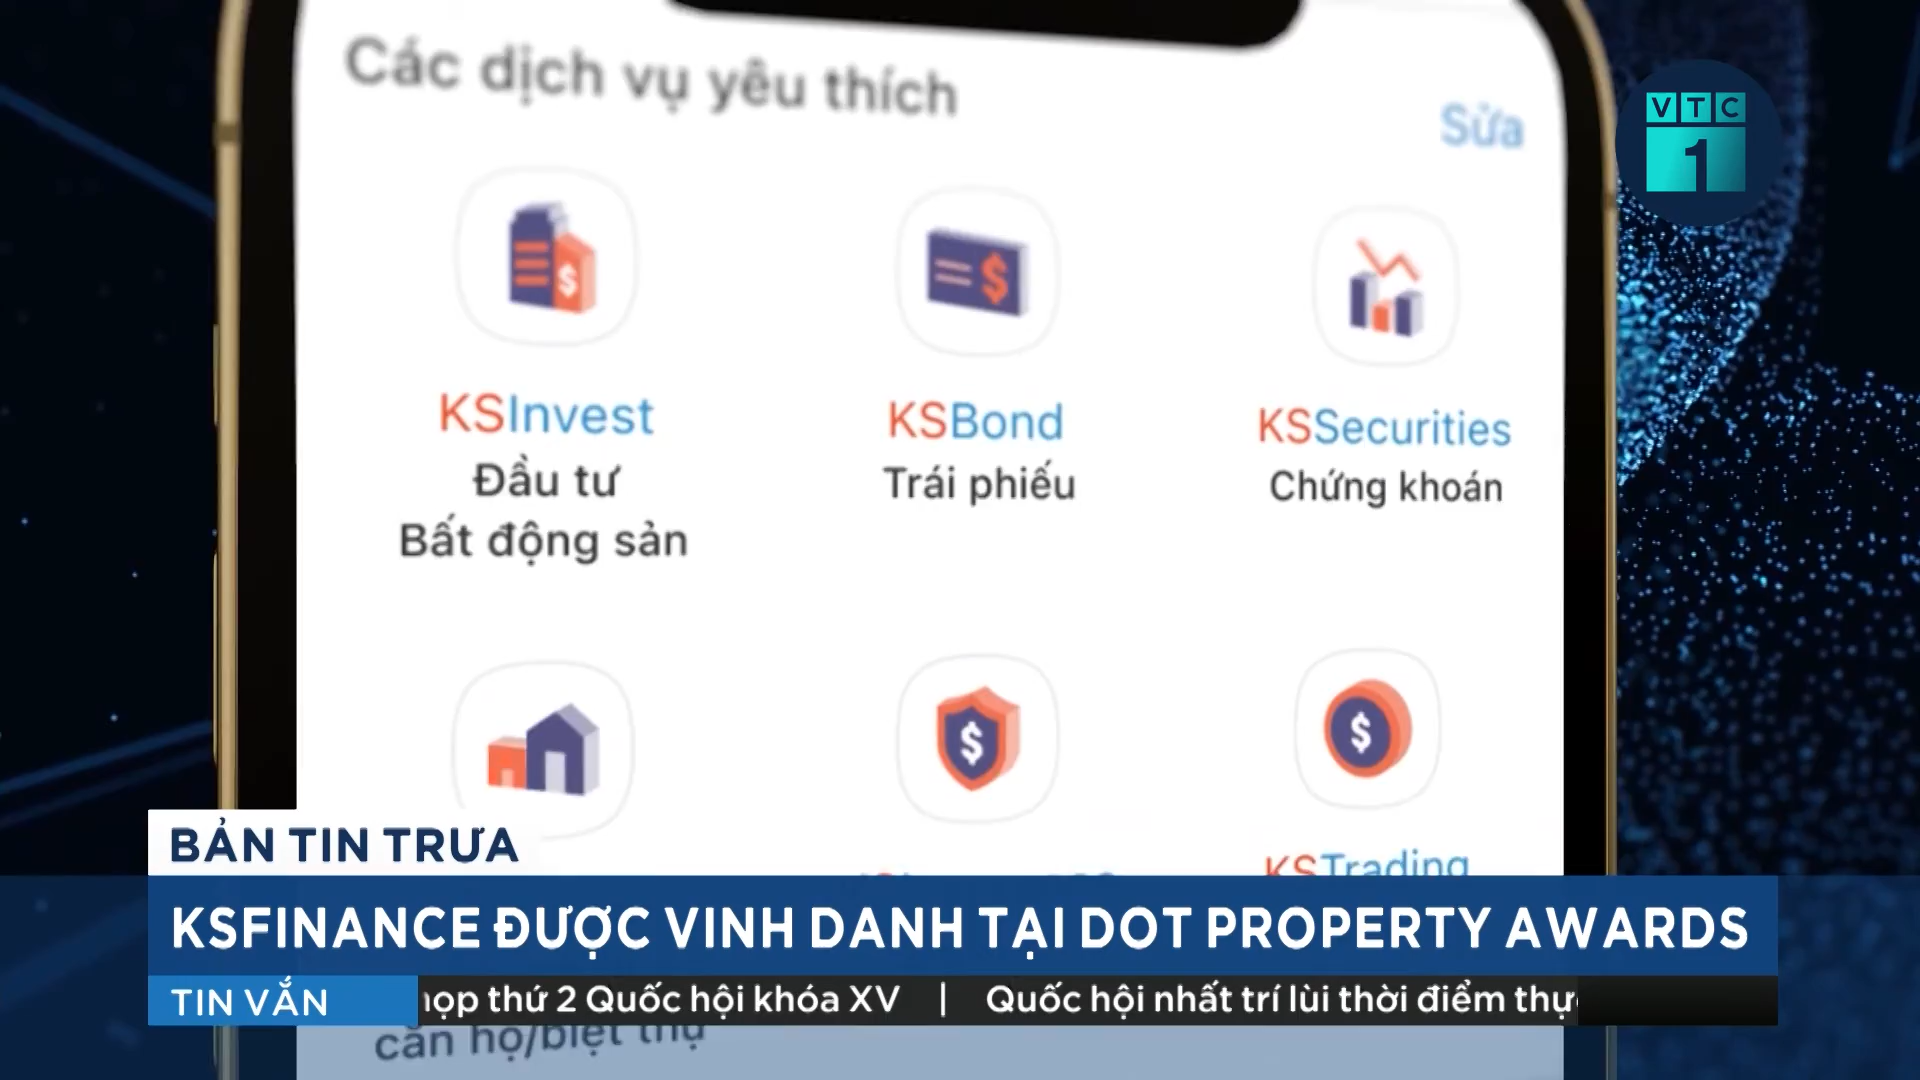 Các dịch vụ yêu thích
Sửa
VTC
1
KSInvest
Đầu tư
Bất động sản
KSBond
Trái phiếu
KSSecurities
Chứng khoán
KSTrading
BẢN TIN TRƯA
KSFINANCE ĐƯỢC VINH DANH TẠI DOT PROPERTY AWARDS
TIN VẮN
thứ 2 Quốc hội khóa XV | Quốc hội nhất trí lùi thời điểm
căn hộ/biệt thự